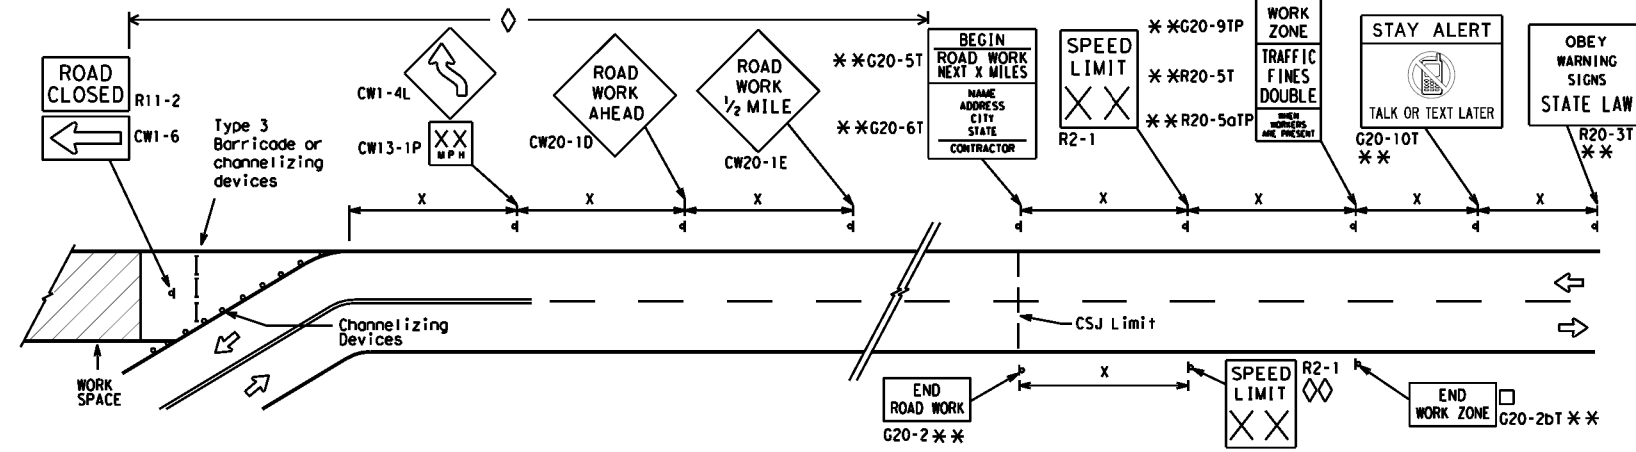 ROAD
CLOSED
R11-2
CW1-6
Type 3
Barricade or
channelizing
devices
CW1-4L
XX
MPH
CW13-1P
ROAD
WORK
AHEAD
CW20-1D
ROAD
WORK
1/2 MILE
CW20-1E
**G20-5T
**G20-6T
BEGIN
ROAD WORK
NEXT X MILES
NAME
ADDRESS
CITY
STATE
CONTRACTOR
SPEED
LIMIT
XX
R2-1
**G20-9TP
**R20-5T
**R20-5aTP
WORK
ZONE
TRAFFIC
FINES
DOUBLE
WHEN
WORKERS
ARE PRESENT
STAY ALERT
TALK OR TEXT LATER
G20-10T
**
OBEY
WARNING
SIGNS
STATE LAW
R20-3T
**
X X X X X X X
Channelizing
Devices
CSJ Limit
WORK
SPACE
END
ROAD WORK
G20-2**
X
SPEED
LIMIT
XX
R2-1
END
WORK ZONE
G20-2bT**